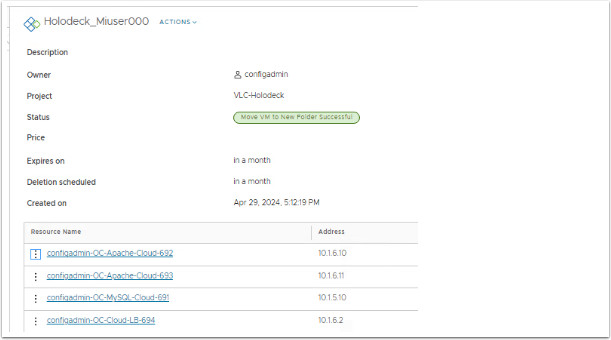 Holodeck_Miuser000 ACTIONS
Description
Owner configadmin
Project VLC-Holodeck
Status Move VM to New Folder Successful
Price
Expires on in a month
Deletion scheduled in a month
Created on Apr 29, 2024, 5:12:19 PM
Resource Name Address
configadmin-OC-Apache-Cloud-692 10.1.6.10
configadmin-OC-Apache-Cloud-693 10.1.6.11
configadmin-OC-MySQL-Cloud-691 10.1.5.10
configadmin-OC-Cloud-LB-694 10.1.6.2